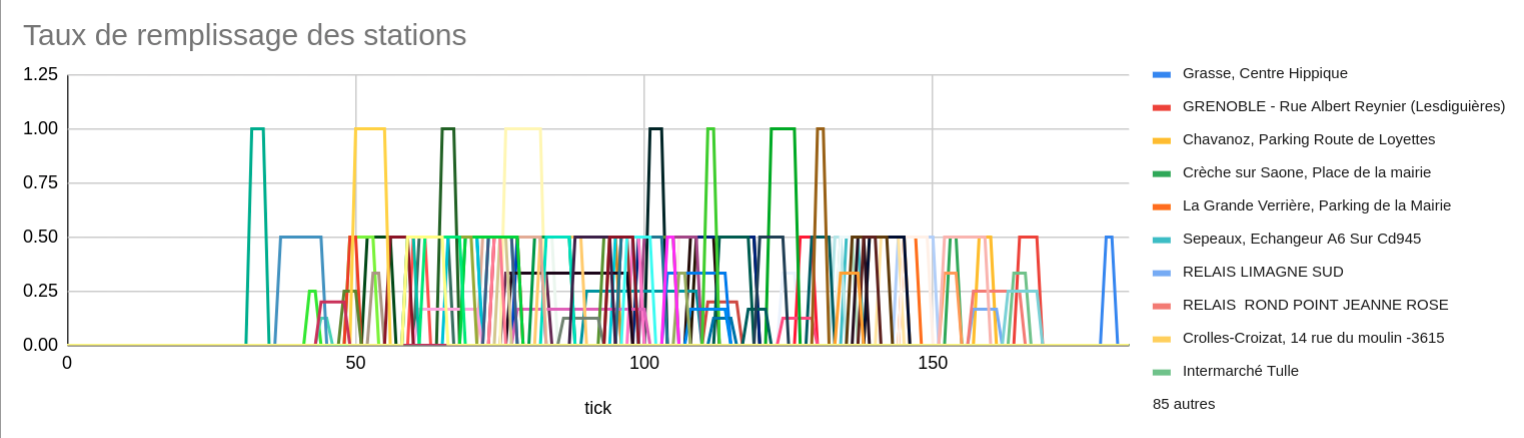 Taux de remplissage des stations
1.25
1.00
0.75
0.50
0.25
0.00
0
50
100
150
tick
Grasse, Centre Hippique
GRENOBLE - Rue Albert Reynier (Lesdiguières)
Chavanoz, Parking Route de Loyettes
Crèche sur Saone, Place de la mairie
La Grande Verrière, Parking de la Mairie
Sepeaux, Echangeur A6 Sur Cd945
RELAIS LIMAGNE SUD
RELAIS  ROND POINT JEANNE ROSE
Crolles-Croizat, 14 rue du moulin -3615
Intermarché Tulle
85 autres